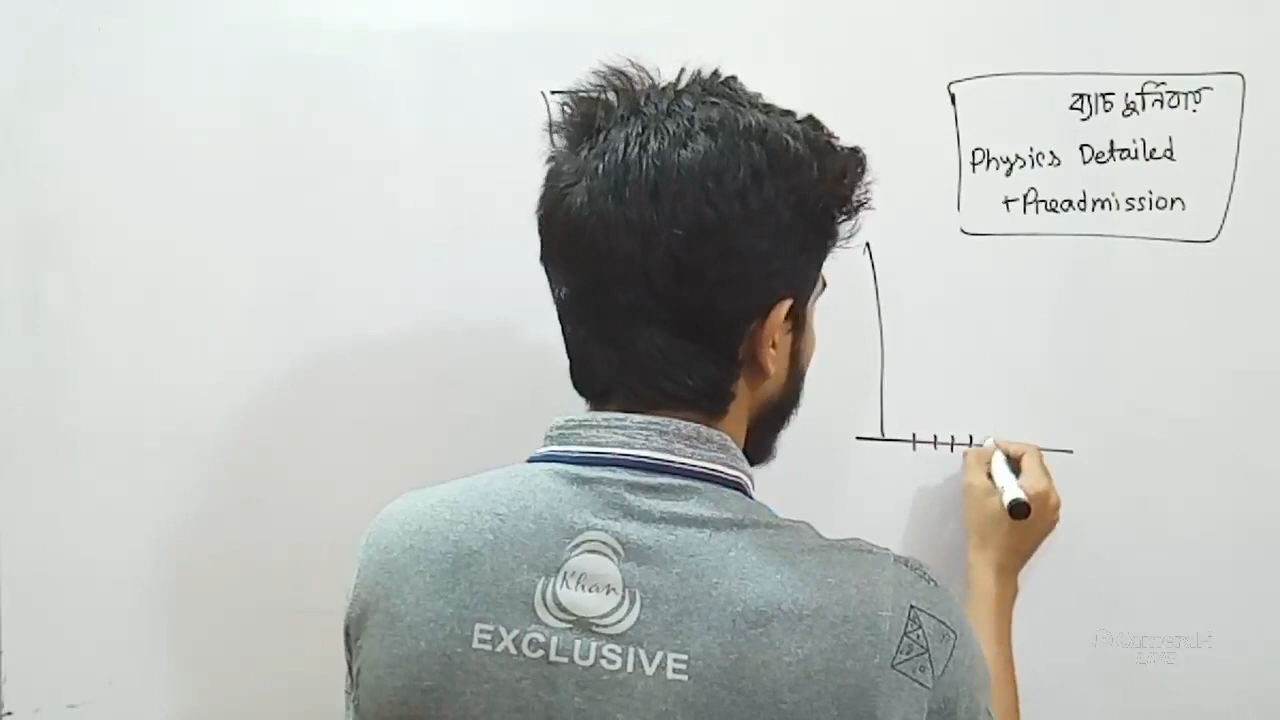 ব্যাচ দুর্নিবার
Physics Detailed
+Preadmission
Khan
EXCLUSIVE